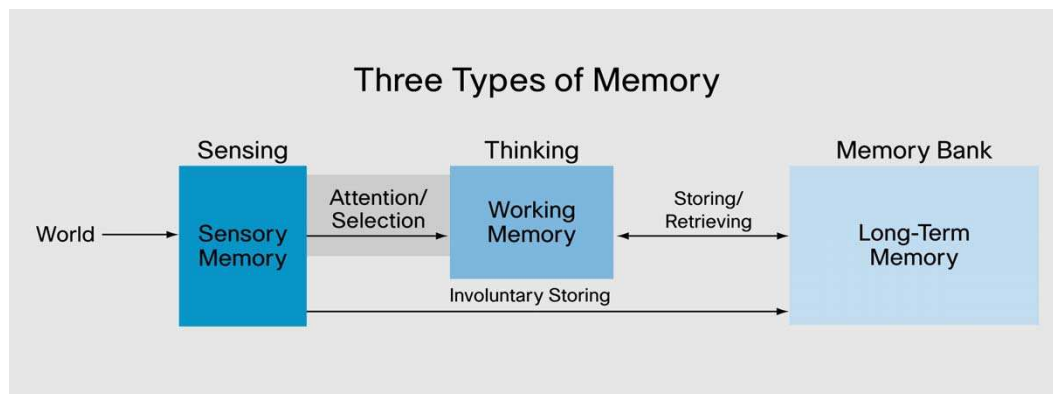 Three Types of Memory
Sensing
Thinking
Memory Bank
World
Sensory
Memory
Attention/
Selection
Working
Memory
Storing/
Retrieving
Long-Term
Memory
Involuntary Storing